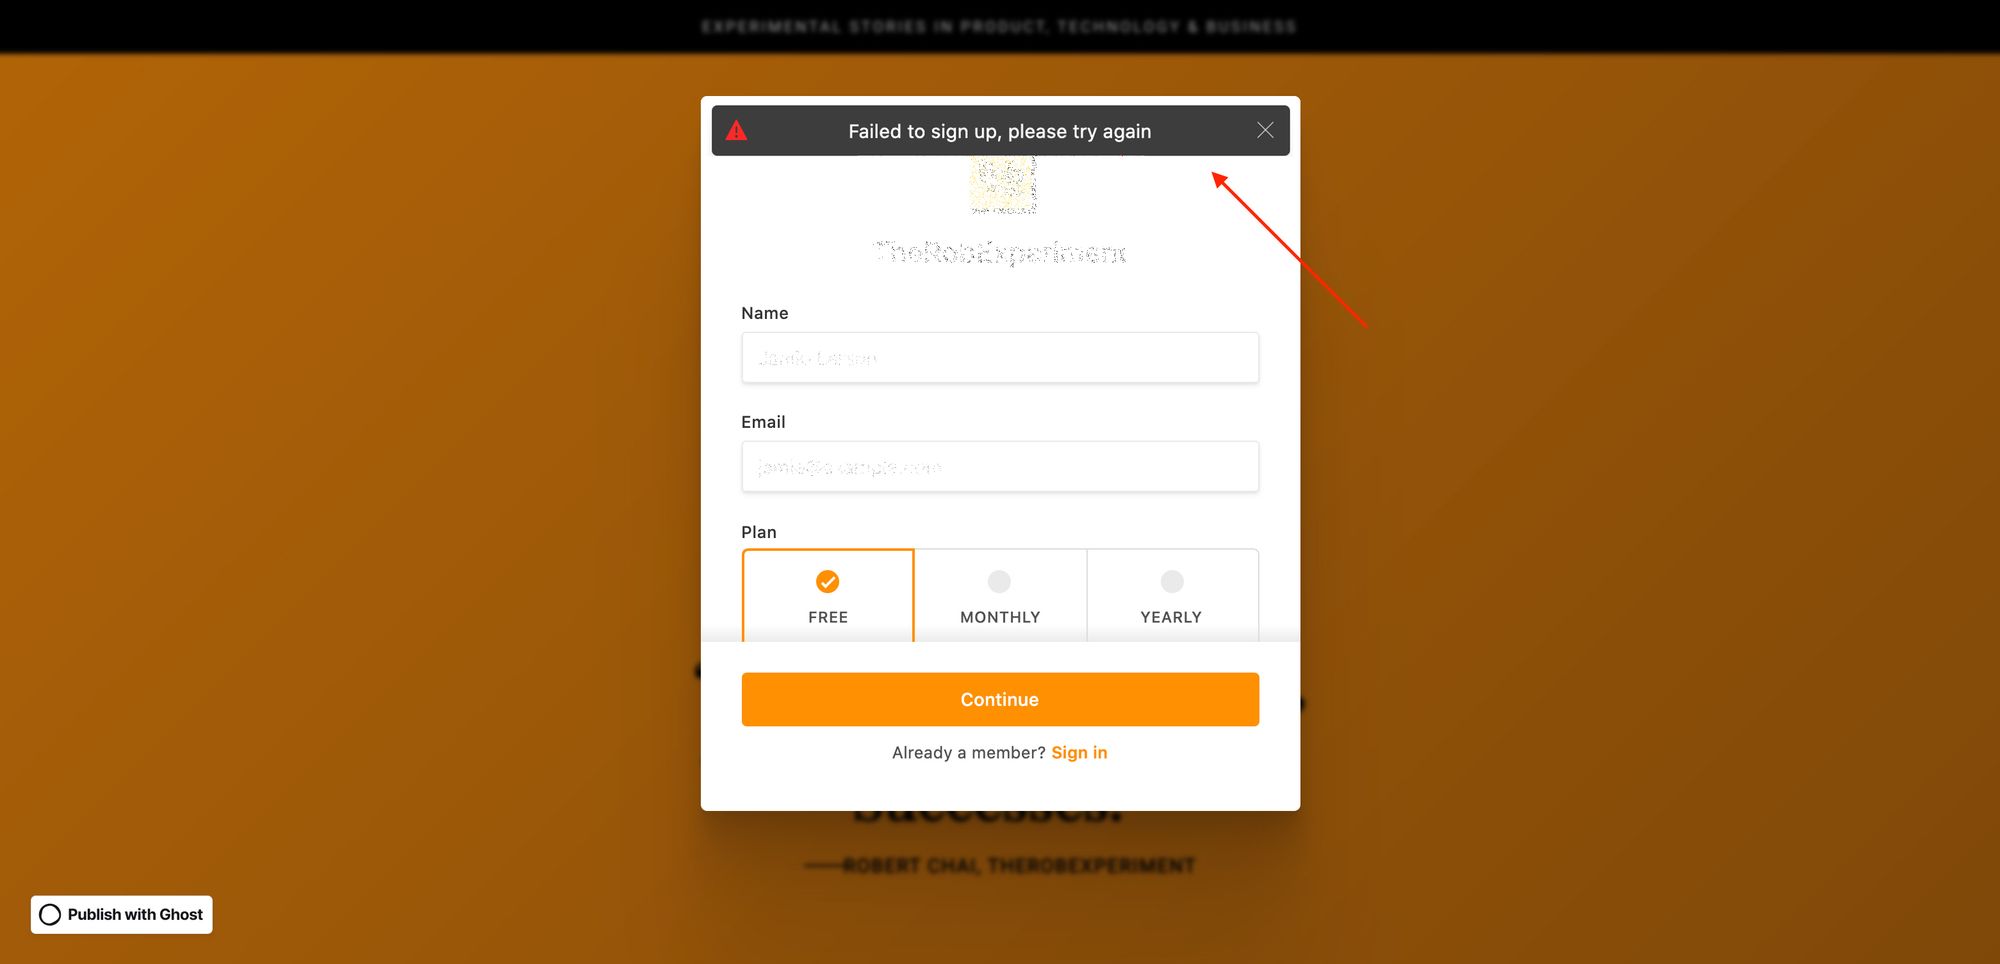 EXPERIMENTAL STORIES IN PRODUCT, TECHNOLOGY & BUSINESS
Failed to sign up, please try again
TheRobExperiment
Name
Jamie Larson
Email
jamie@example.com
Plan
FREE
MONTHLY
YEARLY
Continue
Already a member? Sign in
Successes.
——ROBERT CHAI, THEROBEXPERIMENT
Publish with Ghost